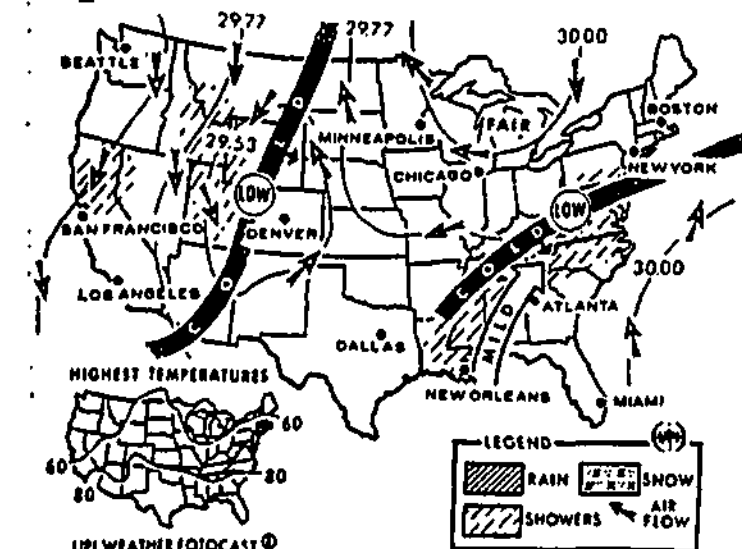 29.77
29.77
30.00
SEATTLE
BOSTON
MINNEAPOLIS
FAIR
29.53
CHICAGO
NEW YORK
LOW
LOW
SAN FRANCISCO
DENVER
COLD
30.00
LOS ANGELES
ATLANTA
MILD
DALLAS
HIGHEST TEMPERATURES
NEW ORLEANS
MIAMI
60
60
80
80
LEGEND
RAIN
SNOW
SHOWERS
AIR
FLOW
UPI WEATHER FOTOCAST